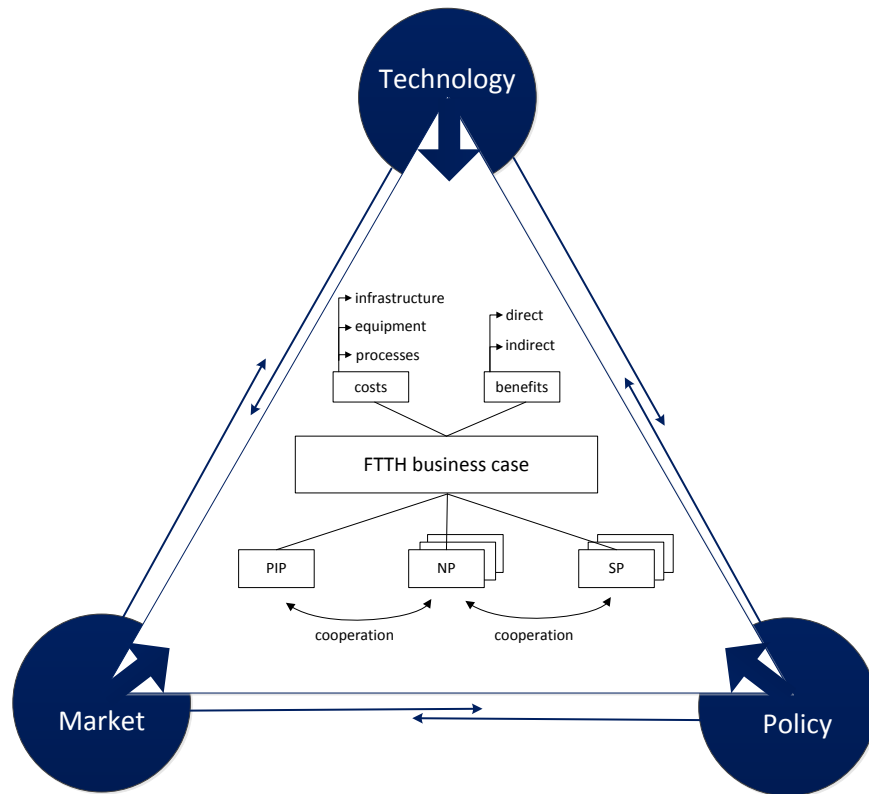 Technology
infrastructure
equipment
processes
direct
indirect
costs
benefits
FTTH business case
PIP
NP
SP
cooperation
cooperation
Market
Policy